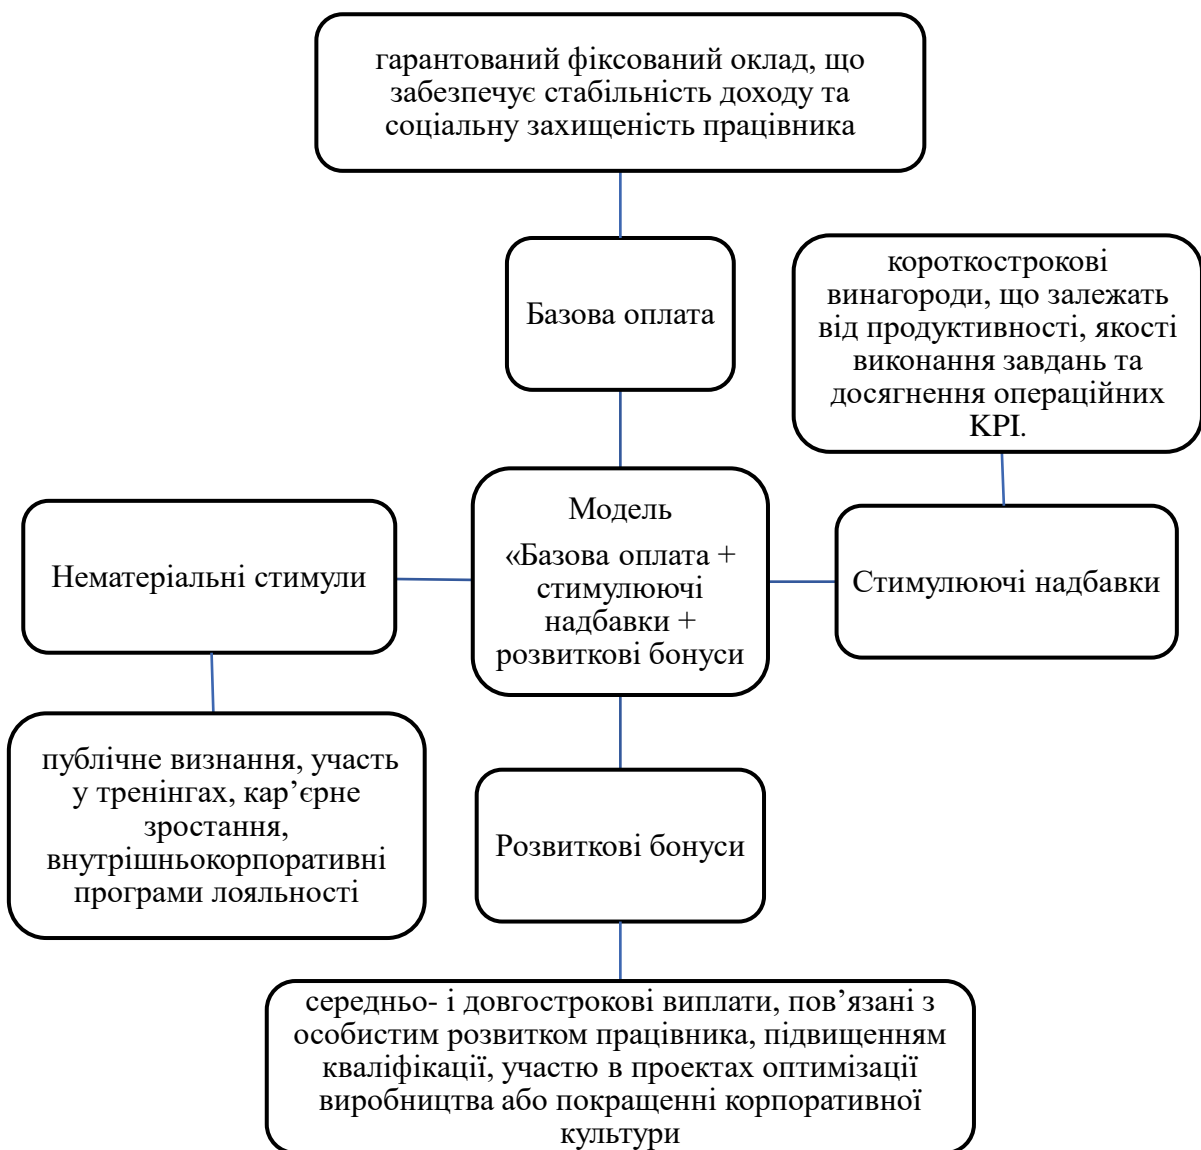 гарантований фіксований оклад, що
забезпечує стабільність доходу та
соціальну захищеність працівника
Базова оплата
короткострокові
винагороди, що залежать
від продуктивності, якості
виконання завдань та
досягнення операційних
KPI.
Модель
«Базова оплата +
стимулюючі
надбавки +
розвиткові бонуси
Нематеріальні стимули
Стимулюючі надбавки
публічне визнання, участь
у тренінгах, кар’єрне
зростання,
внутрішньокорпоративні
програми лояльності
Розвиткові бонуси
середньо- і довгострокові виплати, пов’язані з
особистим розвитком працівника, підвищенням
кваліфікації, участю в проектах оптимізації
виробництва або покращенні корпоративної
культури